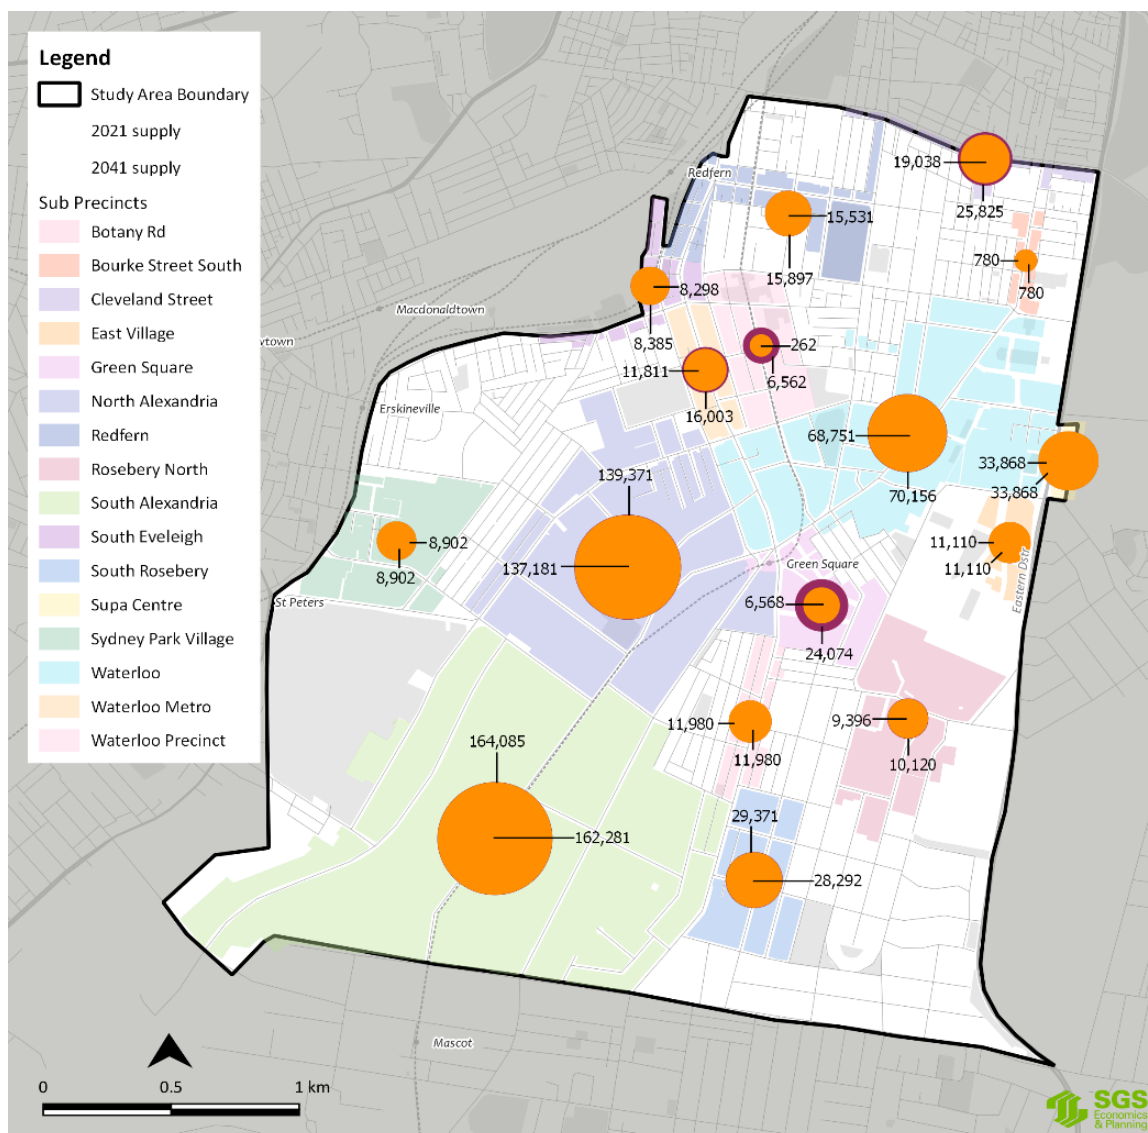 Legend
Study Area Boundary
2021 supply
2041 supply
Sub Precincts
Botany Rd
Bourke Street South
Cleveland Street
East Village
Green Square
North Alexandria
Redfern
Rosebery North
South Alexandria
South Eveleigh
South Rosebery
Supa Centre
Sydney Park Village
Waterloo
Waterloo Metro
Waterloo Precinct
19,038
25,825
Redfern
15,531
15,897
780
780
8,298
8,385
Macdonaldtown
wtown
262
6,562
11,811
16,003
Erskineville
68,751
70,156
33,868
33,868
139,371
137,181
8,902
8,902
11,110
11,110
Eastern Dstr
Green Square
St Peters
6,568
24,074
11,980
11,980
9,396
10,120
164,085
162,281
29,371
28,292
Mascot
0 0.5 1 km
SGS
Economics
& Planning